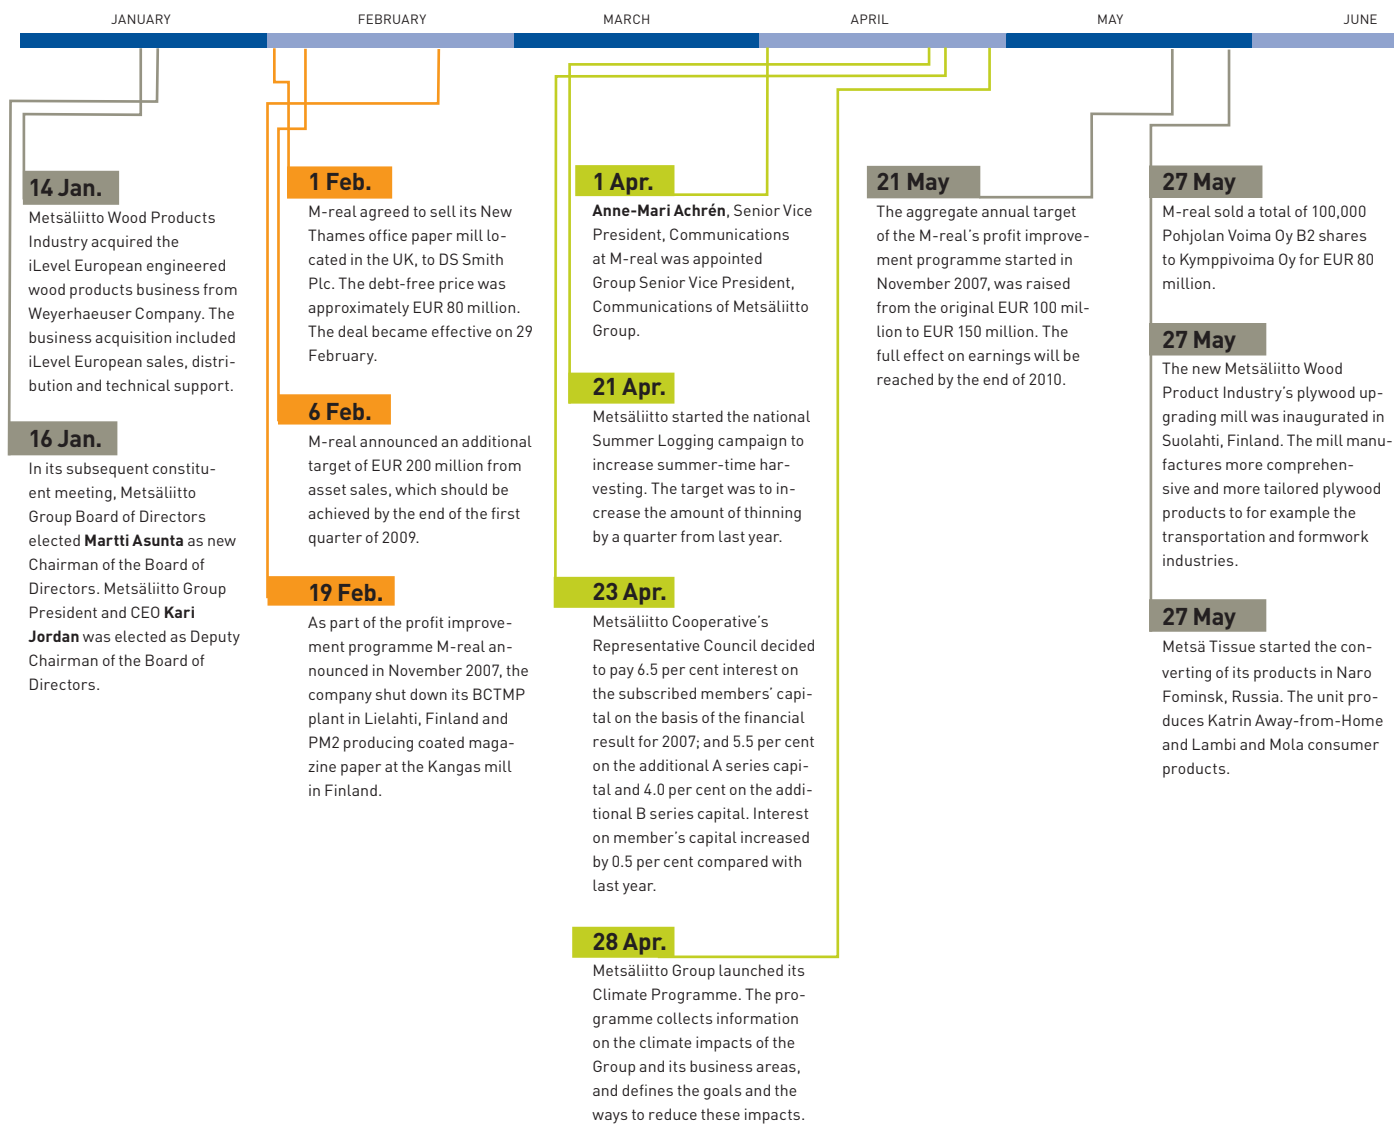 JANUARY
FEBRUARY
MARCH
APRIL
MAY
JUNE
14 Jan.
Metsäliitto Wood Products
Industry acquired the
iLevel European engineered
wood products business from
Weyerhaeuser Company. The
business acquisition included
iLevel European sales, distri-
bution and technical support.
16 Jan.
In its subsequent constitu-
ent meeting, Metsäliitto
Group Board of Directors
elected Martti Asunta as new
Chairman of the Board of
Directors. Metsäliitto Group
President and CEO Kari
Jordan was elected as Deputy
Chairman of the Board of
Directors.
1 Feb.
M-real agreed to sell its New
Thames office paper mill lo-
cated in the UK, to DS Smith
Plc. The debt-free price was
approximately EUR 80 million.
The deal became effective on 29
February.
6 Feb.
M-real announced an additional
target of EUR 200 million from
asset sales, which should be
achieved by the end of the first
quarter of 2009.
19 Feb.
As part of the profit improve-
ment programme M-real an-
nounced in November 2007, the
company shut down its BCTMP
plant in Lielahti, Finland and
PM2 producing coated maga-
zine paper at the Kangas mill
in Finland.
1 Apr.
Anne-Mari Achrén, Senior Vice
President, Communications
at M-real was appointed
Group Senior Vice President,
Communications of Metsäliitto
Group.
21 Apr.
Metsäliitto started the national
Summer Logging campaign to
increase summer-time har-
vesting. The target was to in-
crease the amount of thinning
by a quarter from last year.
23 Apr.
Metsäliitto Cooperative's
Representative Council decided
to pay 6.5 per cent interest on
the subscribed members' capi-
tal on the basis of the financial
result for 2007; and 5.5 per cent
on the additional A series capi-
tal and 4.0 per cent on the addi-
tional B series capital. Interest
on member's capital increased
by 0.5 per cent compared with
last year.
28 Apr.
Metsäliitto Group launched its
Climate Programme. The pro-
gramme collects information
on the climate impacts of the
Group and its business areas,
and defines the goals and the
ways to reduce these impacts.
21 May
The aggregate annual target
of the M-real's profit improve-
ment programme started in
November 2007, was raised
from the original EUR 100 mil-
lion to EUR 150 million. The
full effect on earnings will be
reached by the end of 2010.
27 May
M-real sold a total of 100,000
Pohjolan Voima Oy B2 shares
to Kymppivoima Oy for EUR 80
million.
27 May
The new Metsäliitto Wood
Product Industry's plywood up-
grading mill was inaugurated in
Suolahti, Finland. The mill manu-
factures more comprehen-
sive and more tailored plywood
products to for example the
transportation and formwork
industries.
27 May
Metsä Tissue started the con-
verting of its products in Naro
Fominsk, Russia. The unit pro-
duces Katrin Away-from-Home
and Lambi and Mola consumer
products.